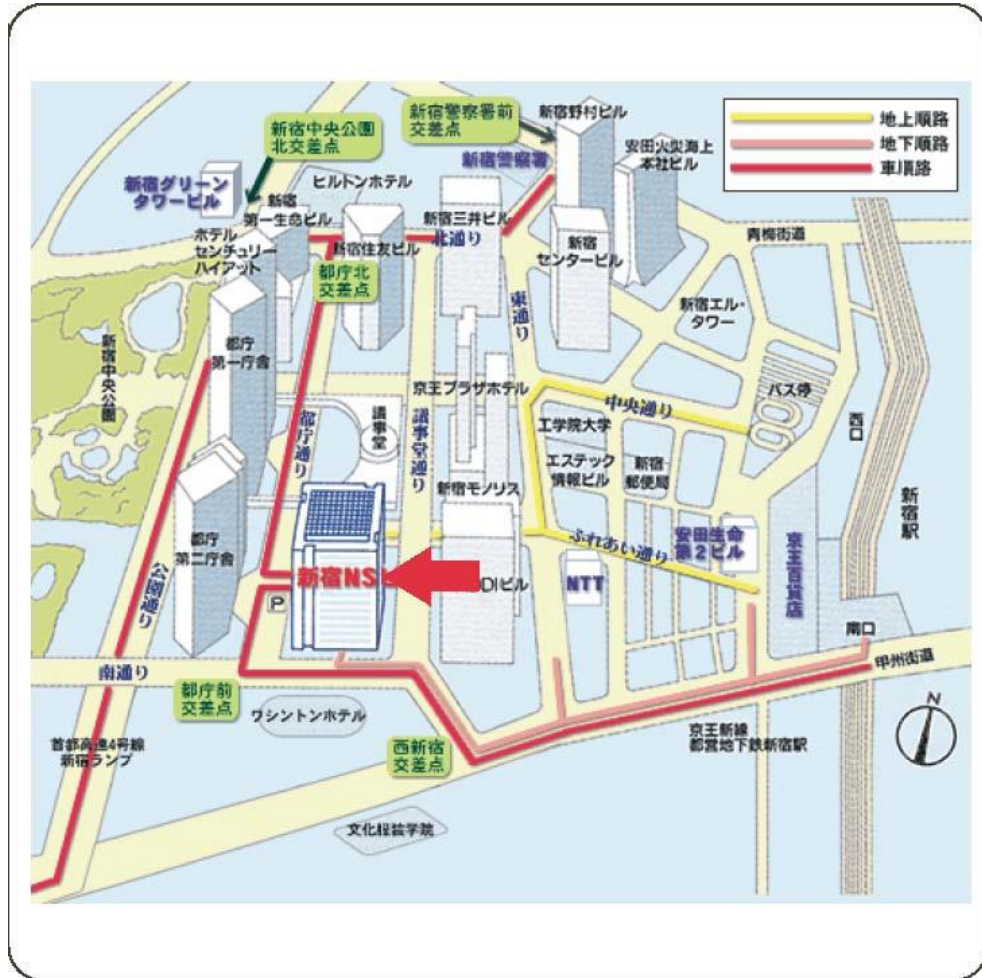 新宿中央公園
北交差点
新宿警察署前
交差点
新宿野村ビル
安田火災海上
本社ビル
地上順路
地下順路
車順路
新宿警察署
新宿グリーン
タワービル
ヒルトンホテル
新宿
第一生命ビル
新宿三井ビル
北通り
新宿住友ビル
新宿
センタービル
青梅街道
ホテル
センチュリー
ハイアット
都庁北
交差点
東通り
新宿エル・
タワー
新宿中央公園
都庁
第一庁舎
京王プラザホテル
中央通り
バス停
西口
都庁通り
議事堂
議事堂通り
工学院大学
エステック
情報ビル
新宿
郵便局
新宿モノリス
新宿駅
都庁
第二庁舎
ふれあい通り
安田生命
第2ビル
京王百貨店
公園通り
新宿NS
DIビル
NTT
P
南口
甲州街道
南通り
都庁前
交差点
ワシントンホテル
西新宿
交差点
首都高速4号線
新宿ランプ
京王新線
都営地下鉄新宿駅
N
文化服装学院